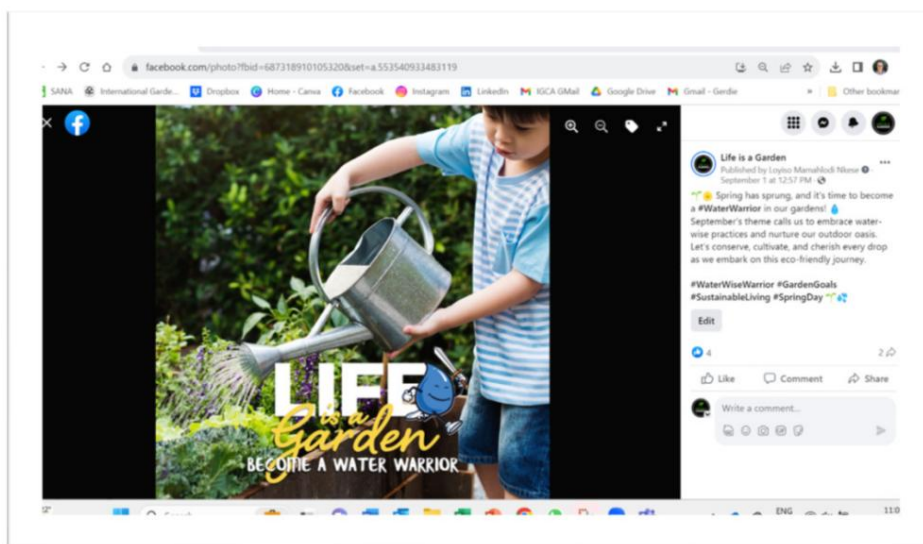 facebook.com/photo?fbid=687318910105320&set=a.553540933483119
SANA International Garde... Dropbox Home - Canva Facebook Instagram LinkedIn IGCA GMail Google Drive Gmail - Gerdie » Other bookmar
Life is a Garden
Published by Loyiso Mamahlodi Nkese
September 1 at 12:57 PM
🌱🌼 Spring has sprung, and it's time to become
a #WaterWarrior in our gardens! 💧
September's theme calls us to embrace water-
wise practices and nurture our outdoor oasis.
Let's conserve, cultivate, and cherish every drop
as we embark on this eco-friendly journey.
#WaterWiseWarrior #GardenGoals
#SustainableLiving #SpringDay 🌱💦
Edit
4 2
Like Comment Share
Write a comment...
LIFE
is a
Garden
BECOME A WATER WARRIOR
ENG